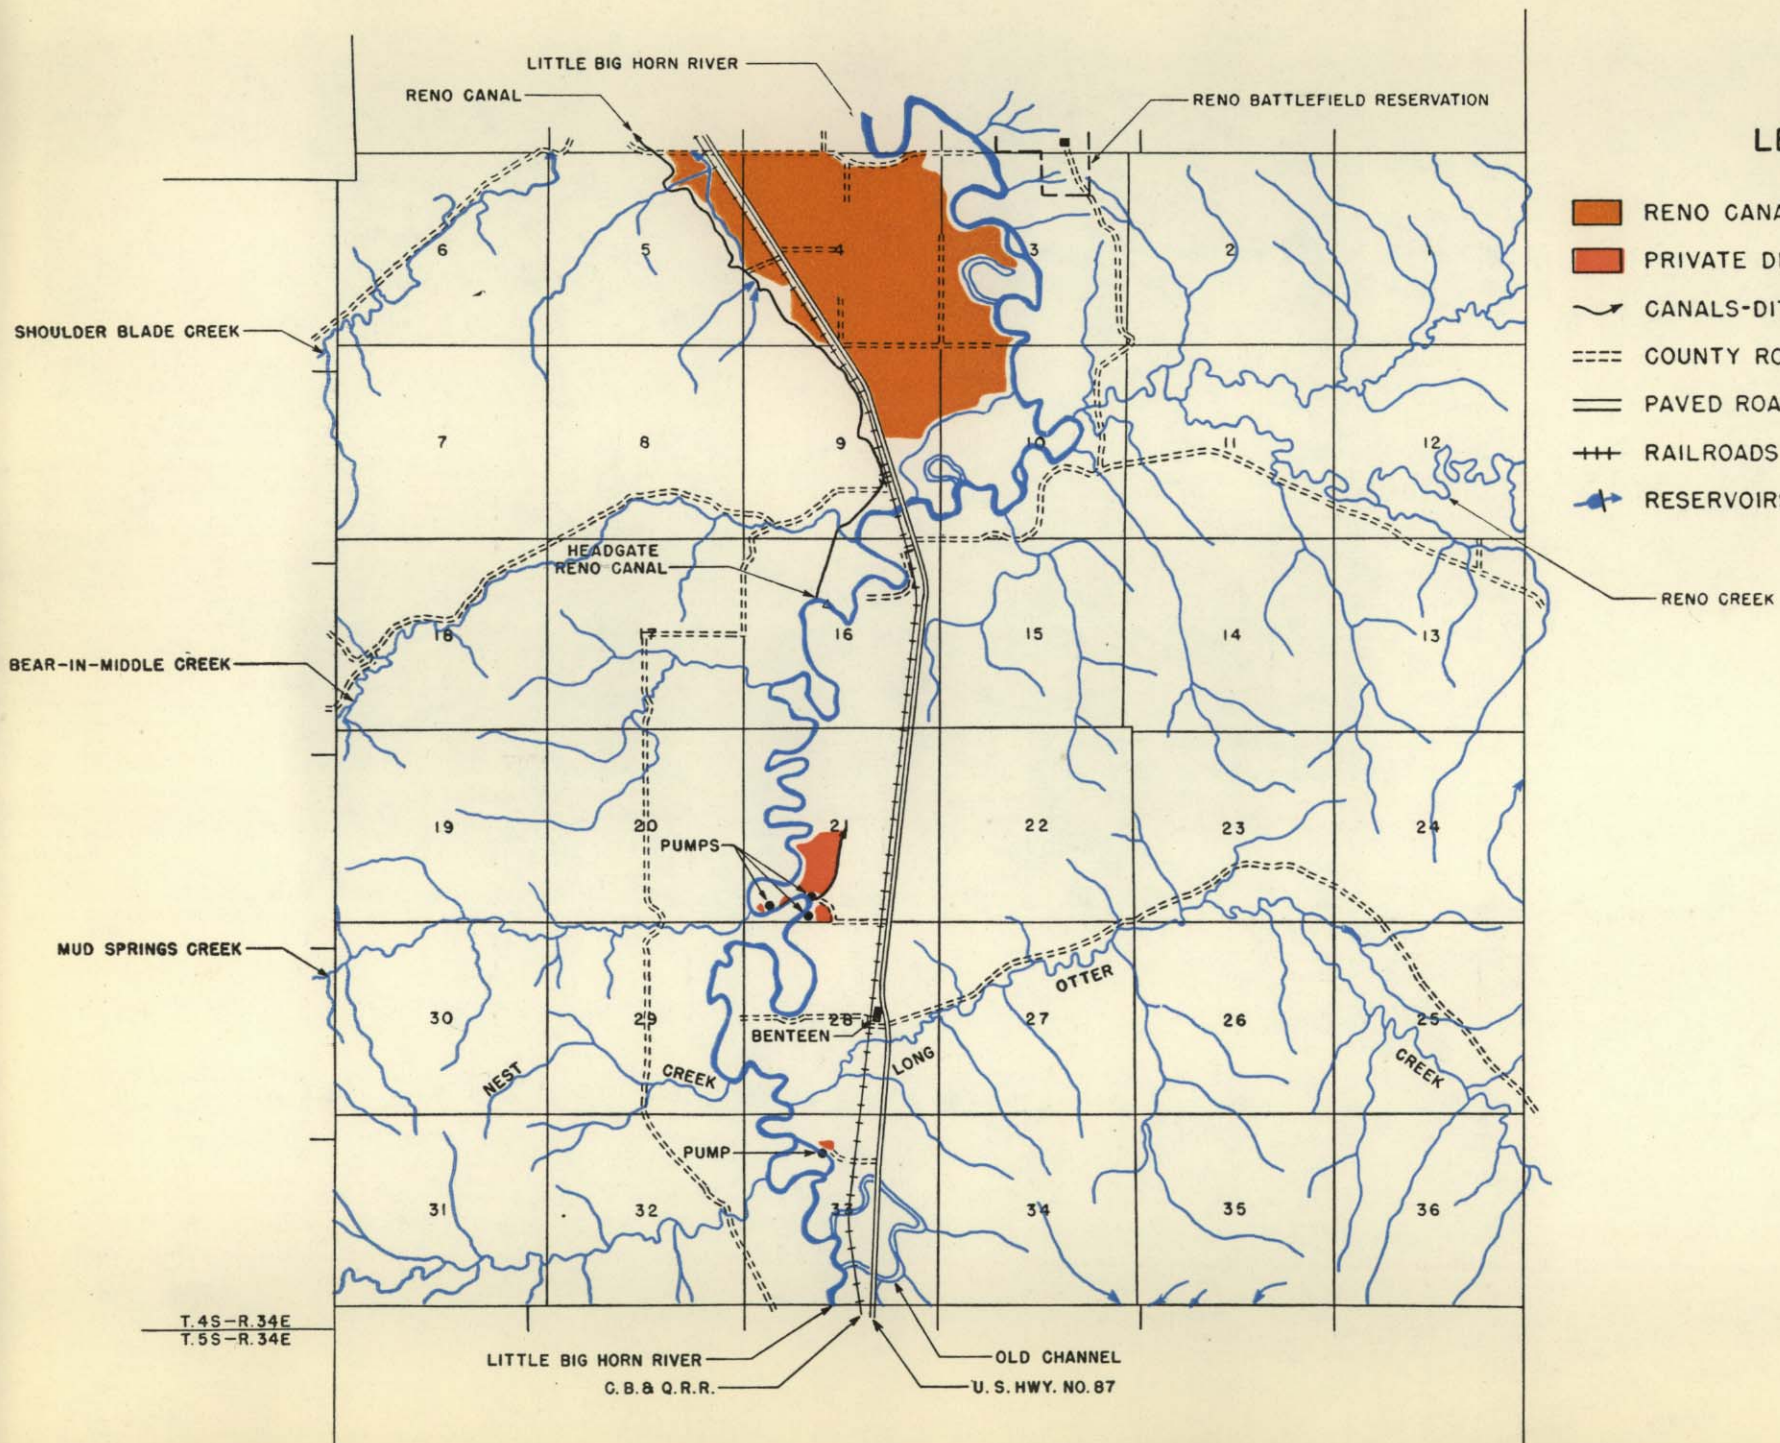 LITTLE BIG HORN RIVER
RENO CANAL
RENO BATTLEFIELD RESERVATION
LE
RENO CANA
PRIVATE DI
CANALS-DIT
COUNTY RO
PAVED ROA
RAILROADS
RESERVOIR
6
5
4
3
2
1
SHOULDER BLADE CREEK
7
8
9
10
11
12
HEADGATE
RENO CANAL
RENO CREEK
18
17
16
15
14
13
BEAR-IN-MIDDLE CREEK
19
20
21
22
23
24
PUMPS
MUD SPRINGS CREEK
OTTER
30
29
28
27
26
25
BENTEEN
LONG
CREEK
NEST
CREEK
PUMP
31
32
33
34
35
36
T.4S-R.34E
T.5S-R.34E
LITTLE BIG HORN RIVER
OLD CHANNEL
C.B.& Q.R.R.
U.S.HWY. NO.87